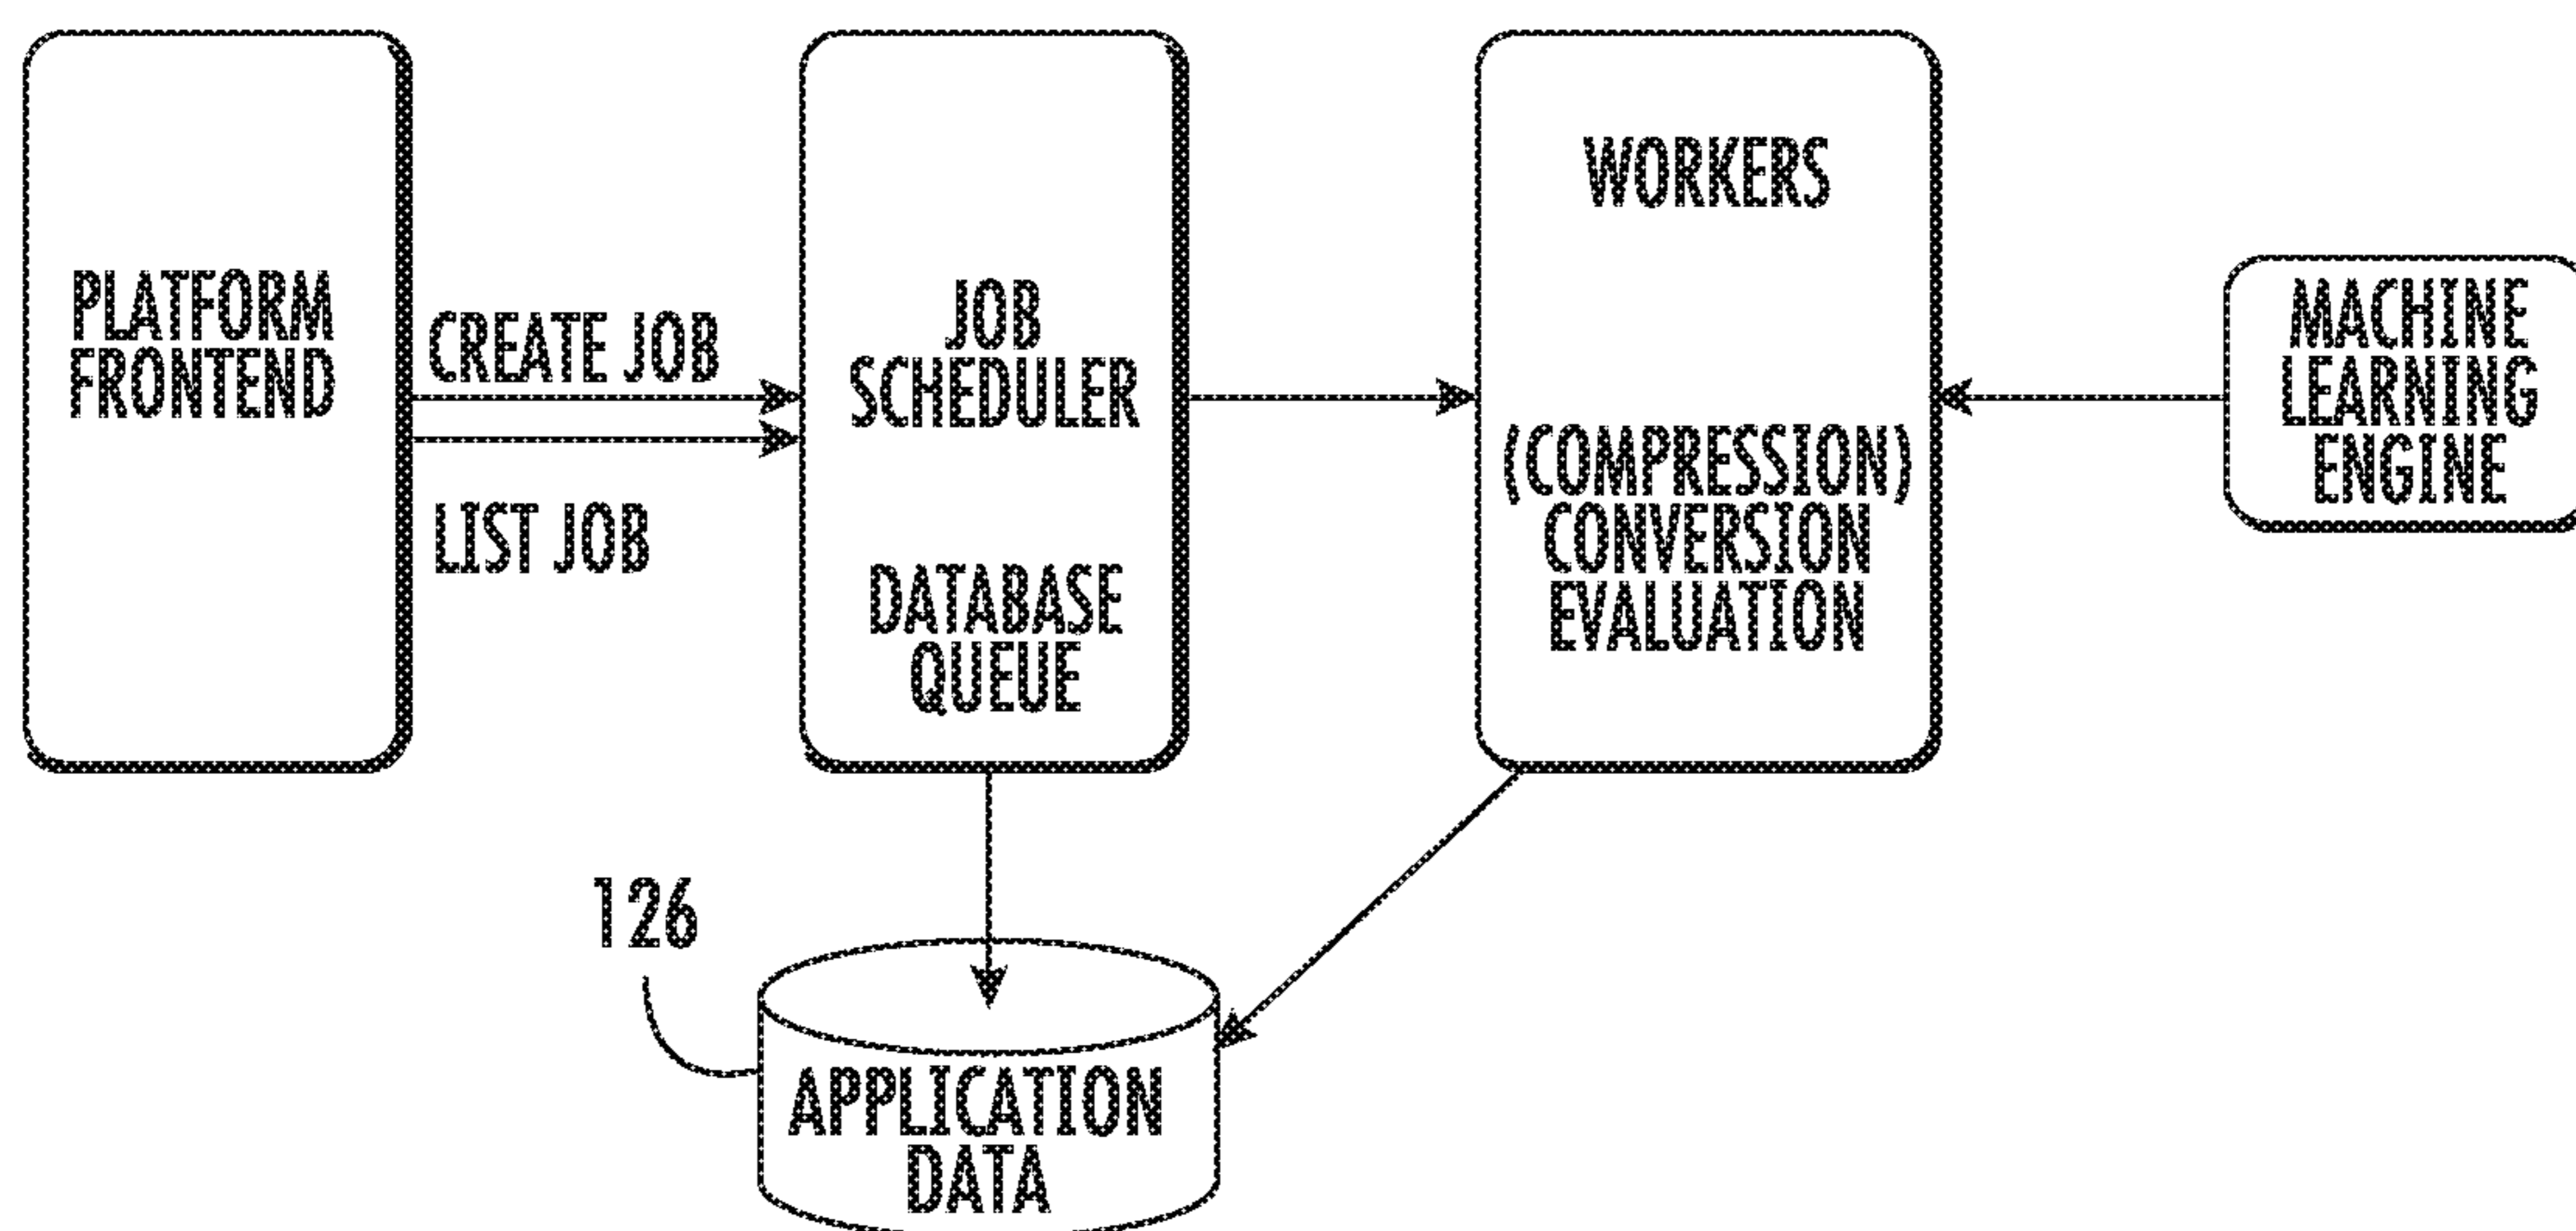 PLATFORM
FRONTEND
CREATE JOB
LIST JOB
JOB
SCHEDULER
DATABASE
QUEUE
WORKERS
(COMPRESSION)
CONVERSION
EVALUATION
MACHINE
LEARNING
ENGINE
126
APPLICATION
DATA